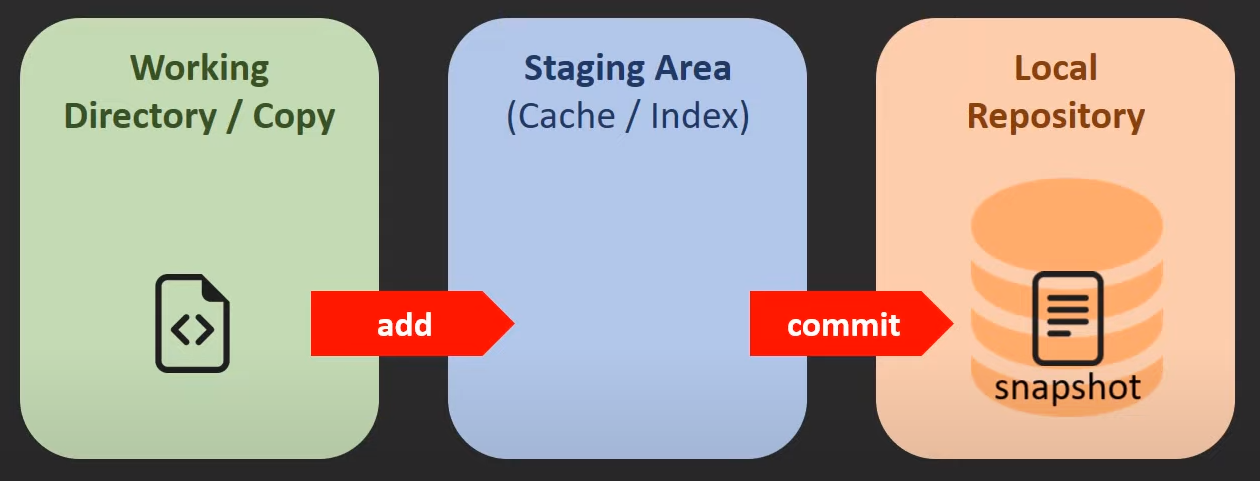 Working
Directory / Copy
Staging Area
(Cache / Index)
Local
Repository
add
commit
snapshot